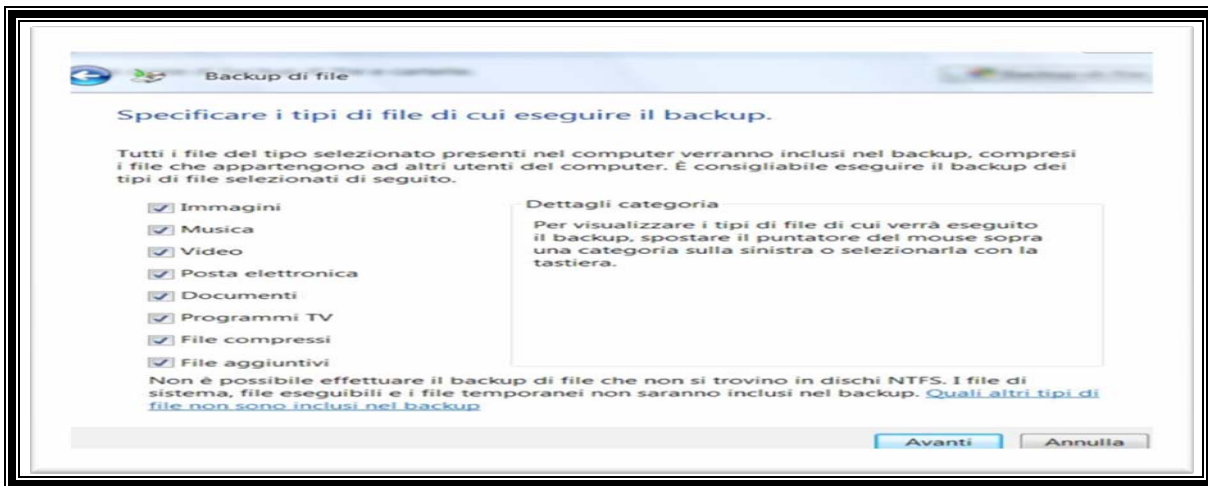 Backup di file
Specificare i tipi di file di cui eseguire il backup.
Tutti i file del tipo selezionato presenti nel computer verranno inclusi nel backup, compresi
i file che appartengono ad altri utenti del computer. È consigliabile eseguire il backup dei
tipi di file selezionati di seguito.
Immagini
Musica
Video
Posta elettronica
Documenti
Programmi TV
File compressi
File aggiuntivi
Dettagli categoria
Per visualizzare i tipi di file di cui verrà eseguito
il backup, spostare il puntatore del mouse sopra
una categoria sulla sinistra o selezionarla con la
tastiera.
Non è possibile effettuare il backup di file che non si trovino in dischi NTFS. I file di
sistema, file eseguibili e i file temporanei non saranno inclusi nel backup. Quali altri tipi di
file non sono inclusi nel backup
Avanti
Annulla